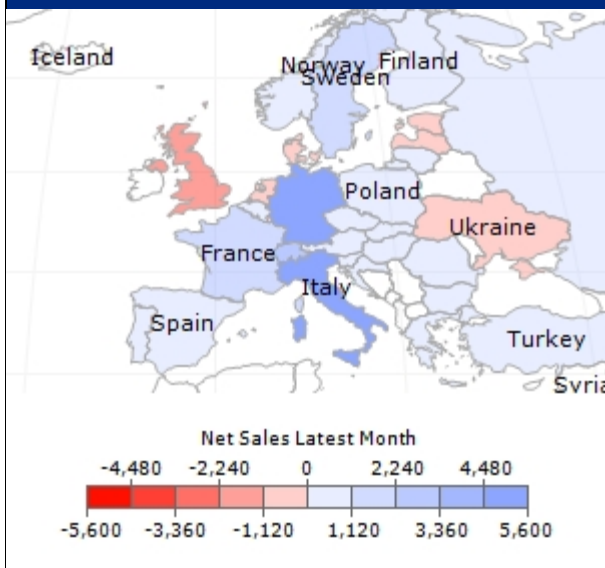 Iceland
Norway
Finland
Sweden
Poland
Ukraine
France
Italy
Spain
Turkey
Syria
Net Sales Latest Month
-4,480 -2,240 0 2,240 4,480
-5,600 -3,360 -1,120 1,120 3,360 5,600